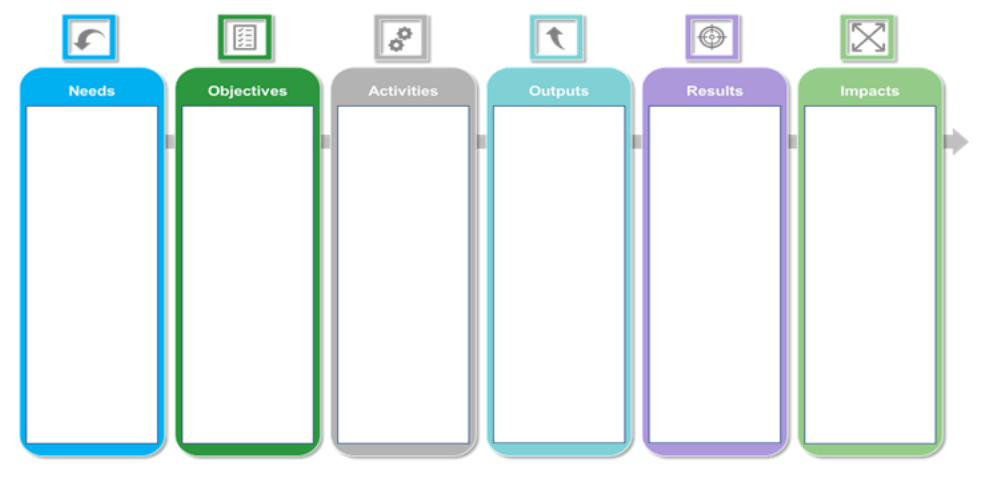 Needs
Objectives
Activities
Outputs
Results
Impacts